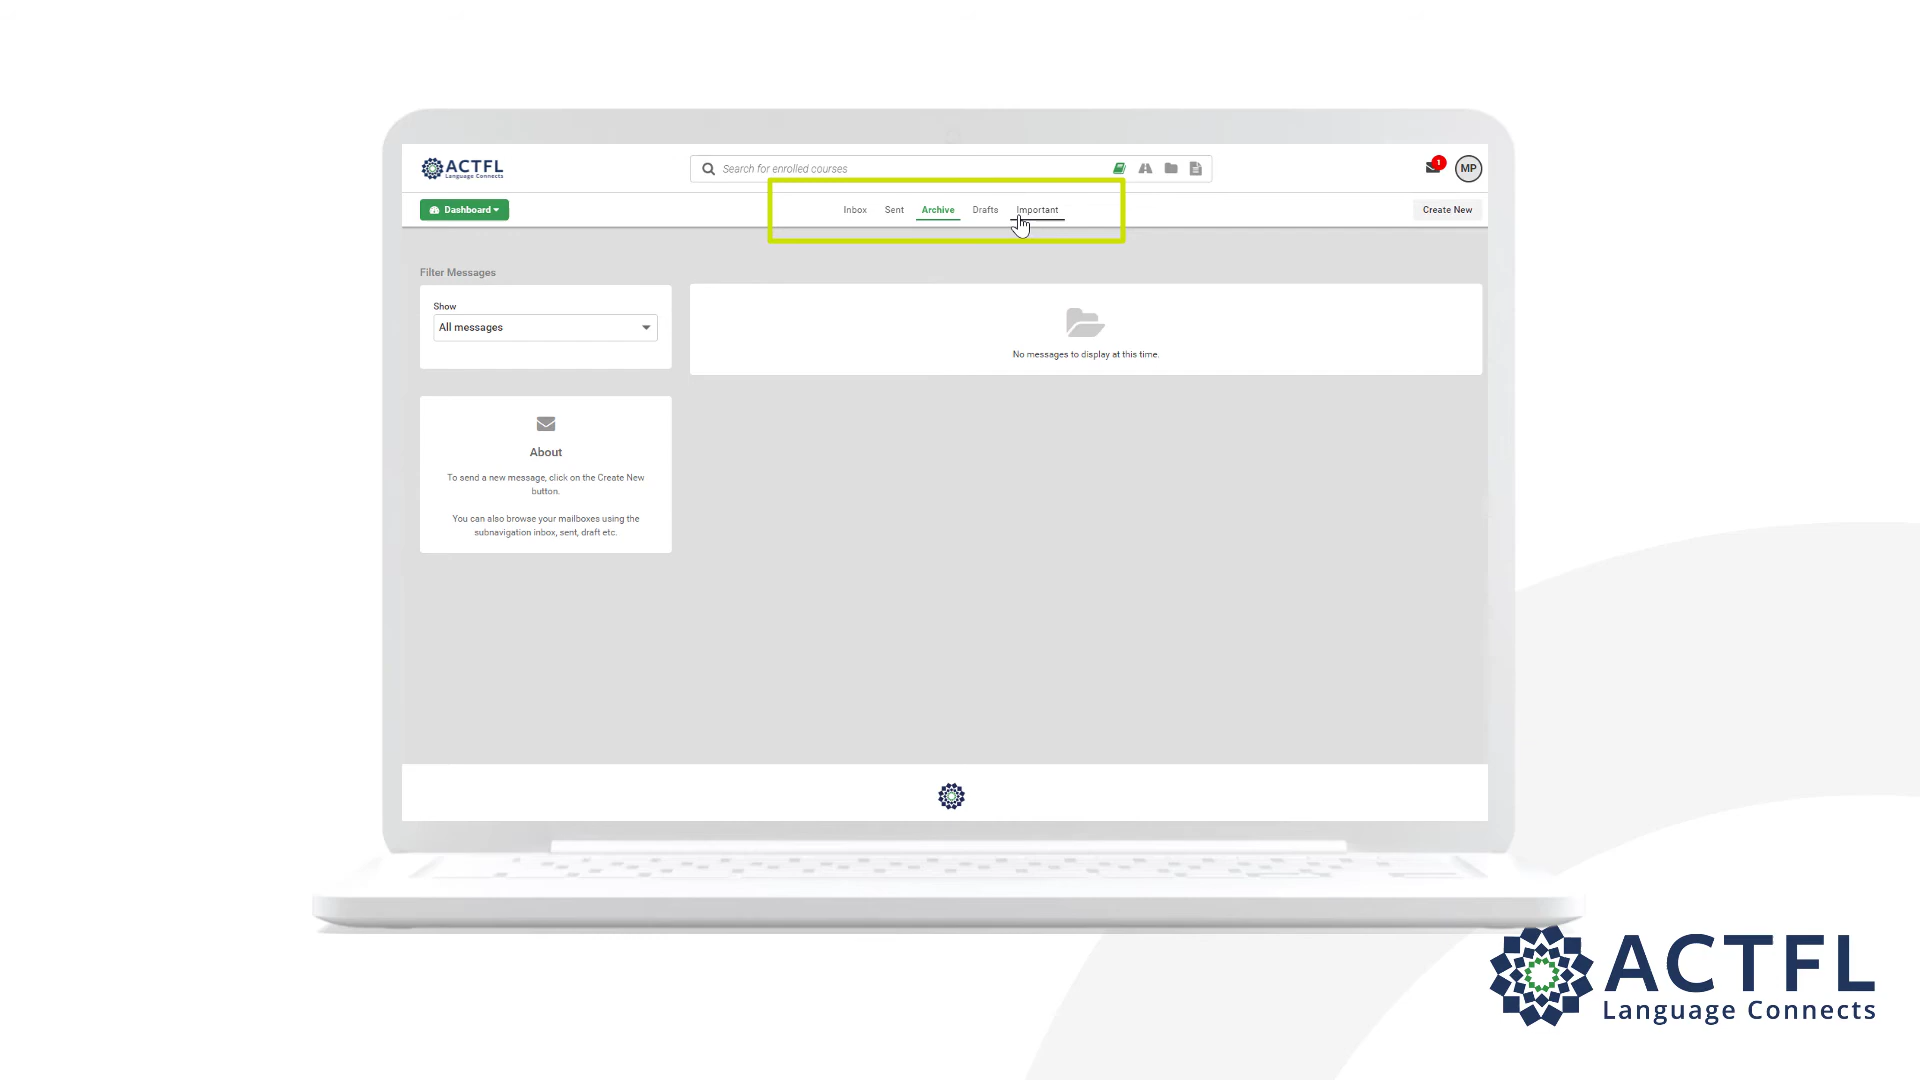 ACTFL
Language Connects
Search for enrolled courses
1
MP
Dashboard
Inbox
Sent
Archive
Drafts
Important
Create New
Filter Messages
Show
All messages
No messages to display at this time.
About
To send a new message, click on the Create New
button.
You can also browse your mailboxes using the
subnavigation inbox, sent, draft etc.
ACTFL
Language Connects